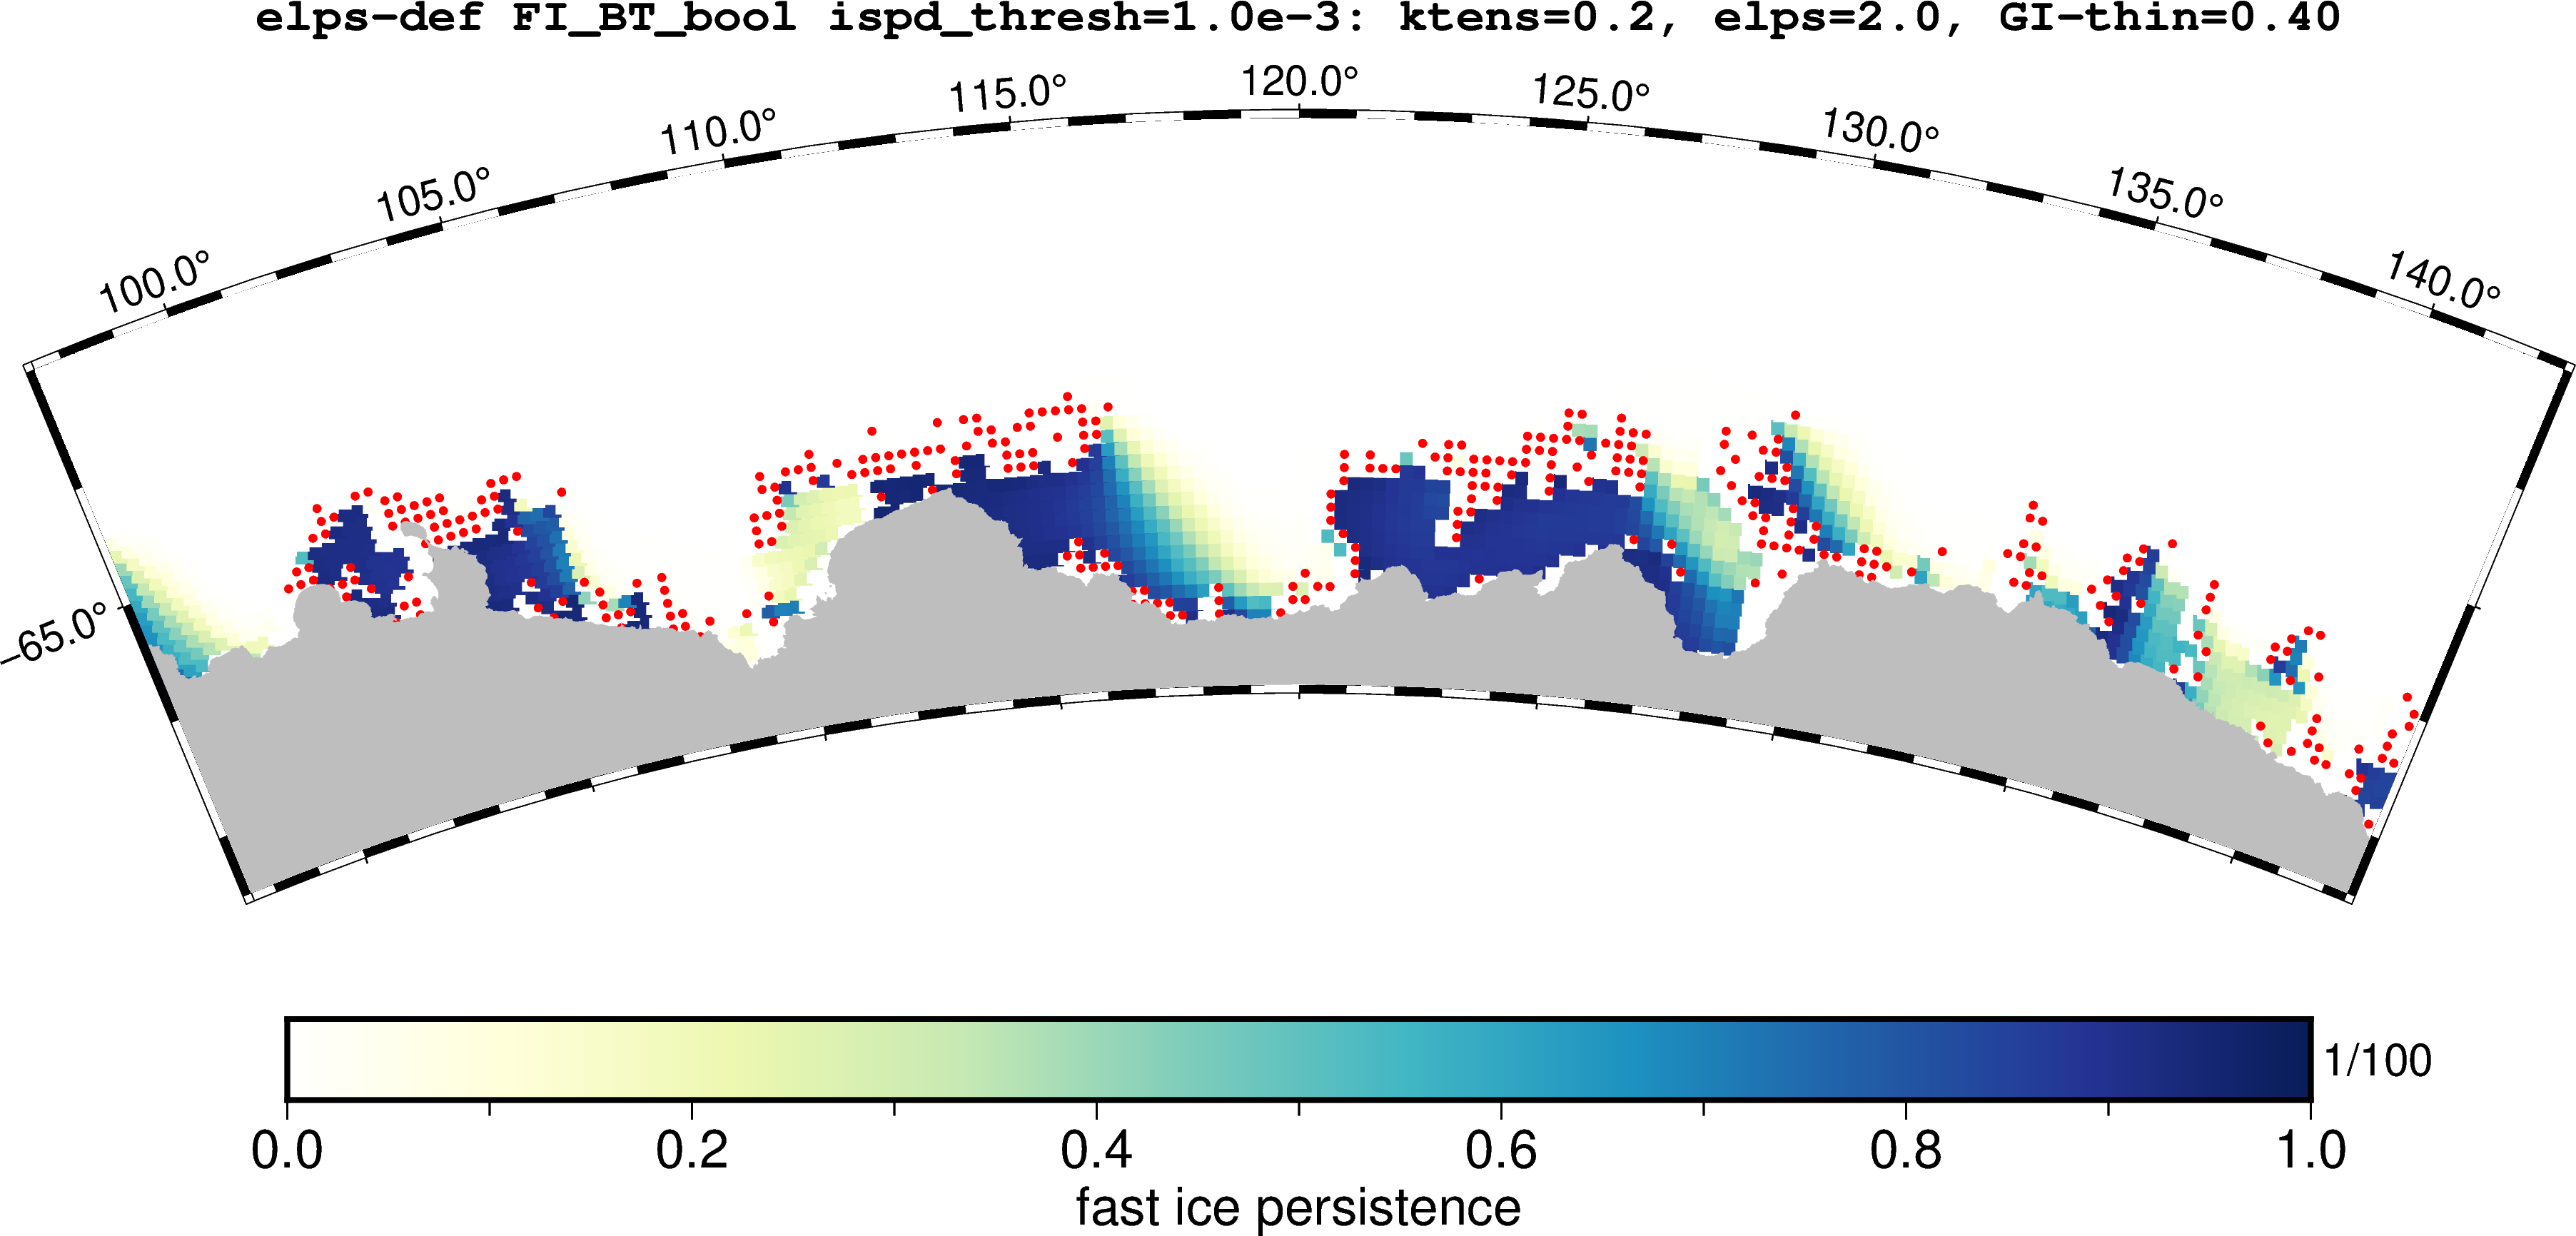 elps-def FI_BT_bool ispd_thresh=1.0e-3: ktens=0.2, elps=2.0, GI-thin=0.40
100.0° 105.0° 110.0° 115.0° 120.0° 125.0° 130.0° 135.0° 140.0°
-65.0°
1/100
0.0 0.2 0.4 0.6 0.8 1.0
fast ice persistence